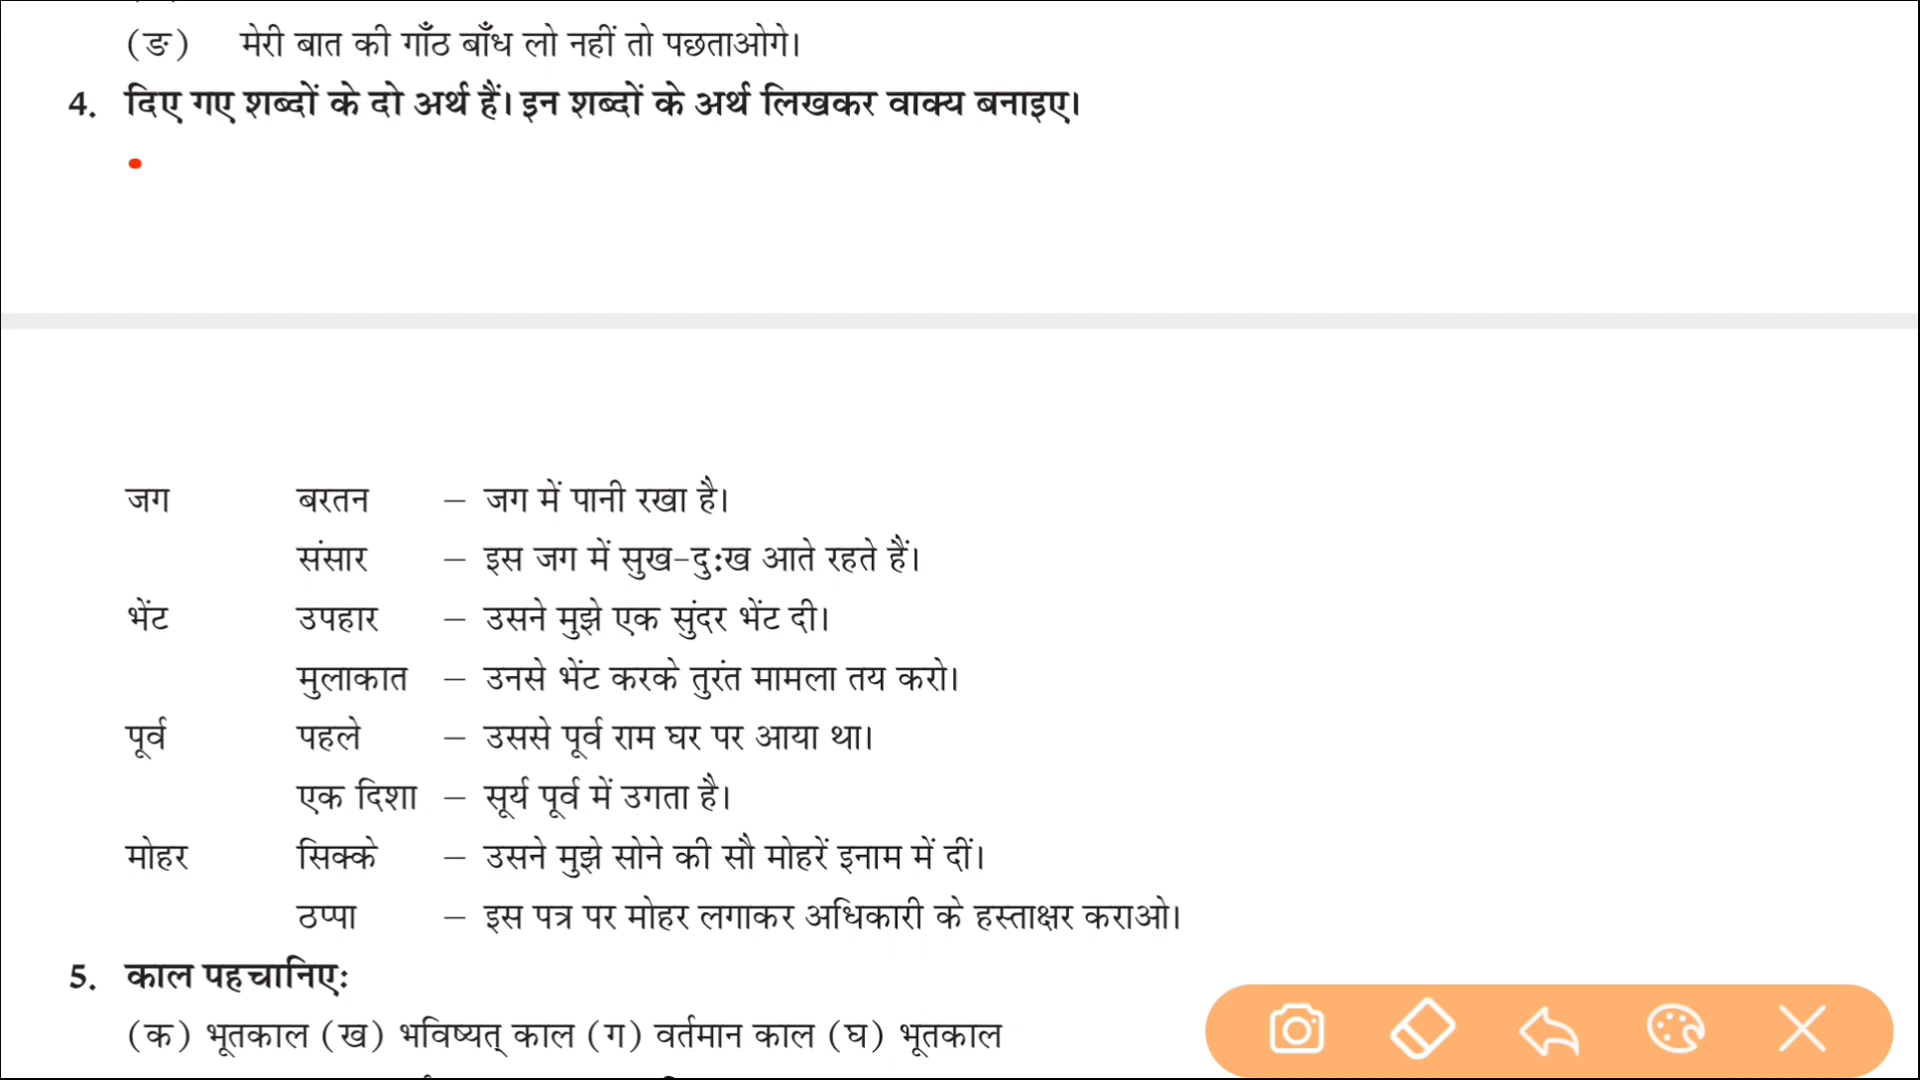 (ङ) मेरी बात की गाँठ बाँध लो नहीं तो पछताओगे।
4. दिए गए शब्दों के दो अर्थ हैं। इन शब्दों के अर्थ लिखकर वाक्य बनाइए।
जग बरतन – जग में पानी रखा है।
संसार – इस जग में सुख-दुःख आते रहते हैं।
भेंट उपहार – उसने मुझे एक सुंदर भेंट दी।
मुलाकात – उनसे भेंट करके तुरंत मामला तय करो।
पूर्व पहले – उससे पूर्व राम घर पर आया था।
एक दिशा – सूर्य पूर्व में उगता है।
मोहर सिक्के – उसने मुझे सोने की सौ मोहरें इनाम में दीं।
ठप्पा – इस पत्र पर मोहर लगाकर अधिकारी के हस्ताक्षर कराओ।
5. काल पहचानिए:
(क) भूतकाल (ख) भविष्यत् काल (ग) वर्तमान काल (घ) भूतकाल